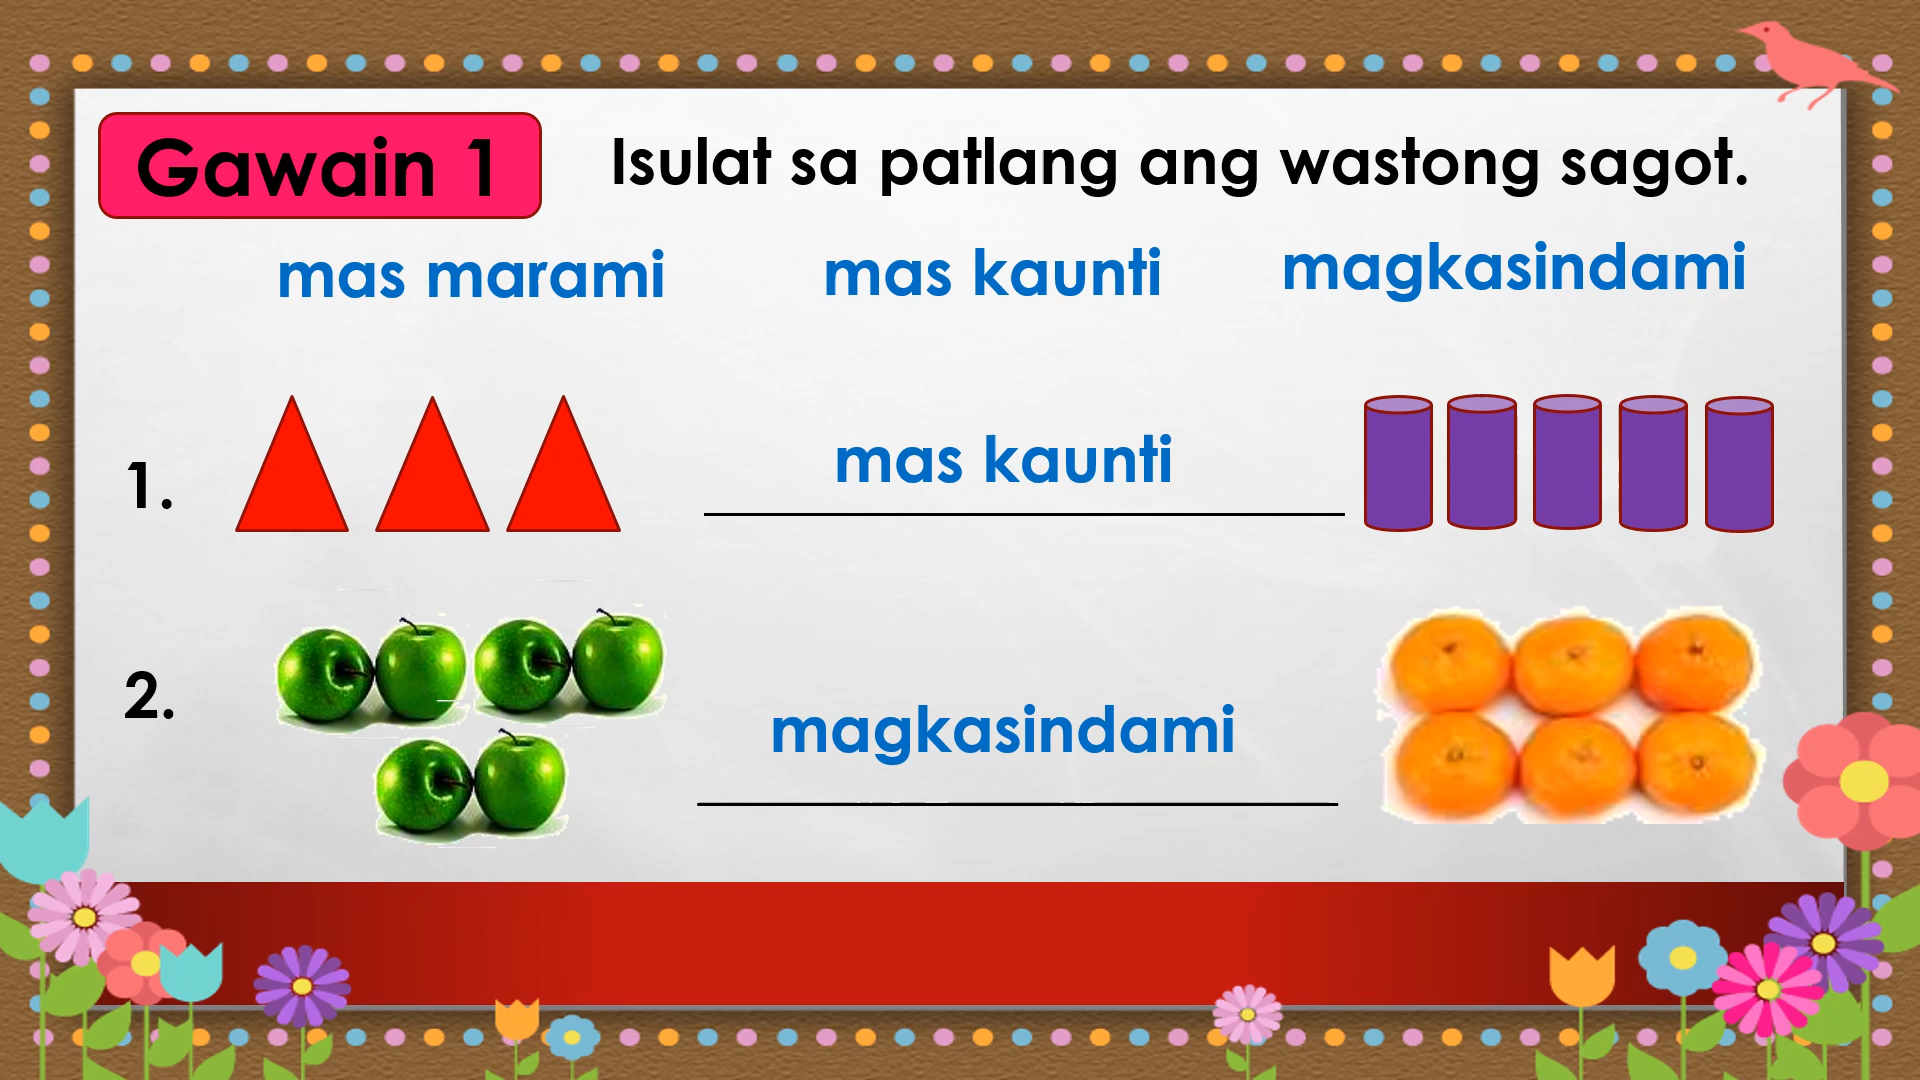 Gawain 1
Isulat sa patlang ang wastong sagot.
mas marami mas kaunti magkasindami
1. mas kaunti
2. magkasindami